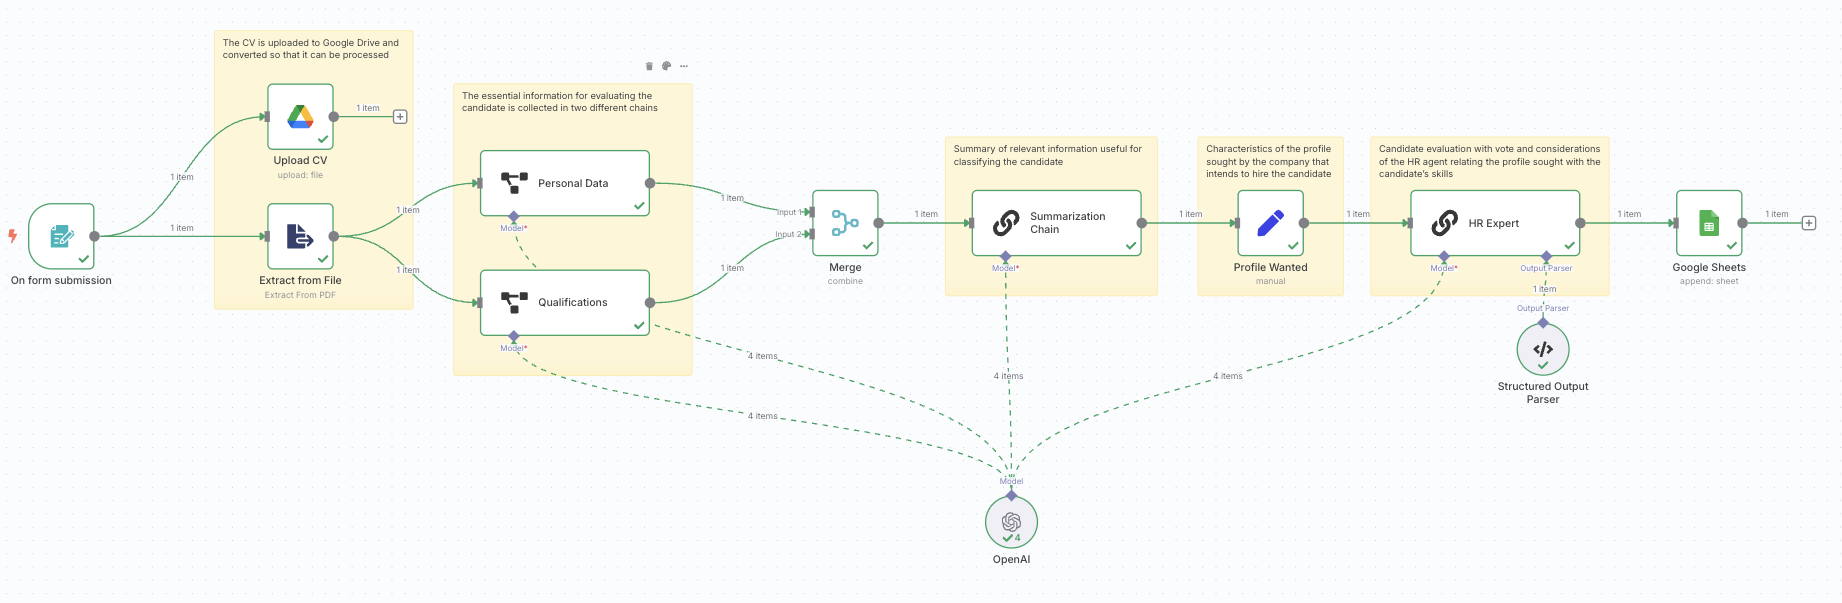 The CV is uploaded to Google Drive and
converted so that it can be processed
1 item
Upload CV
upload: file
1 item
1 item
On form submission
Extract from File
Extract From PDF
1 item
1 item
The essential information for evaluating the
candidate is collected in two different chains
Personal Data
Model*
Qualifications
Model*
1 item
1 item
Input 1
Input 2
Merge
combine
1 item
Summary of relevant information useful for
classifying the candidate
Summarization
Chain
Model*
1 item
Characteristics of the profile
sought by the company that
intends to hire the candidate
Profile Wanted
manual
1 item
Candidate evaluation with vote and considerations
of the HR agent relating the profile sought with the
candidate's skills
HR Expert
Model*
Output Parser
1 item
Output Parser
Structured Output
Parser
1 item
Google Sheets
append: sheet
1 item
4 items
4 items
4 items
4 items
Model
4
OpenAI